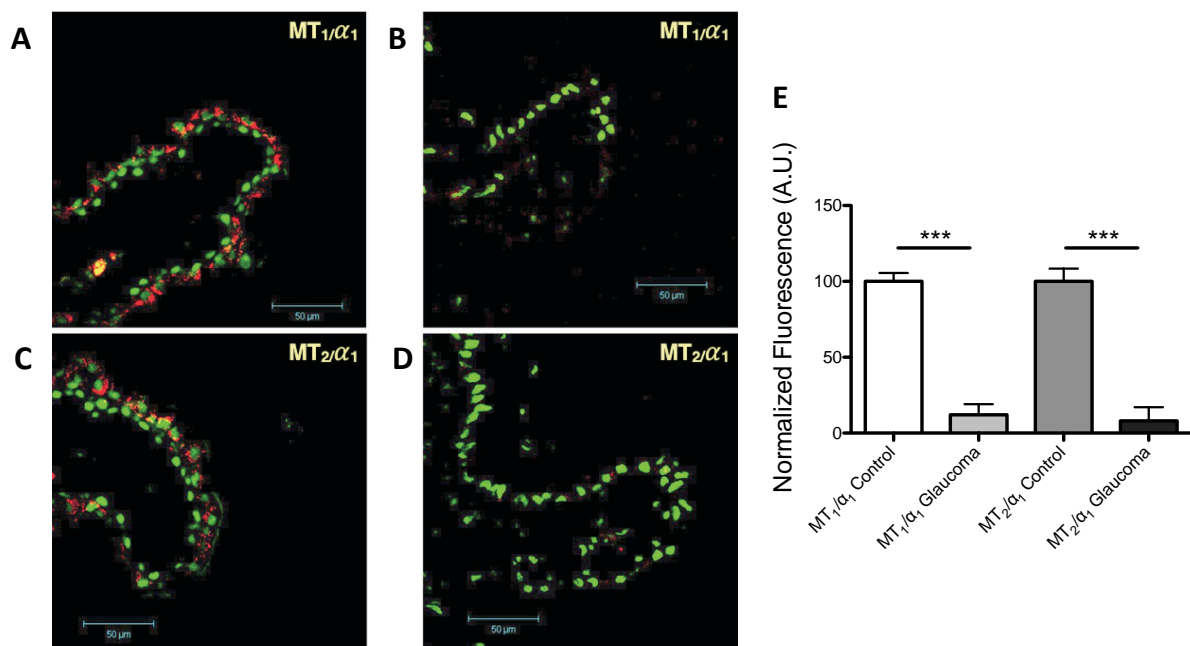 A
MT₁/α₁
50 µm
B
MT₁/α₁
50 µm
C
MT₂/α₁
50 µm
D
MT₂/α₁
50 µm
E
Normalized Fluorescence (A.U.)
150
100
50
0
***
***
MT₁/α₁ Control
MT₁/α₁ Glaucoma
MT₂/α₁ Control
MT₂/α₁ Glaucoma